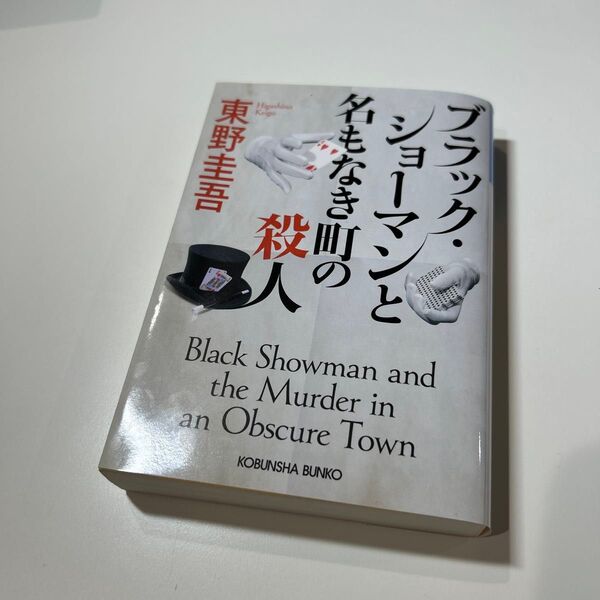 ブラック・
ショーマンと
名もなき町の
殺人
Higashino
Keigo
東野圭吾
Black Showman and
the Murder in
an Obscure Town
KOBUNSHA BUNKO